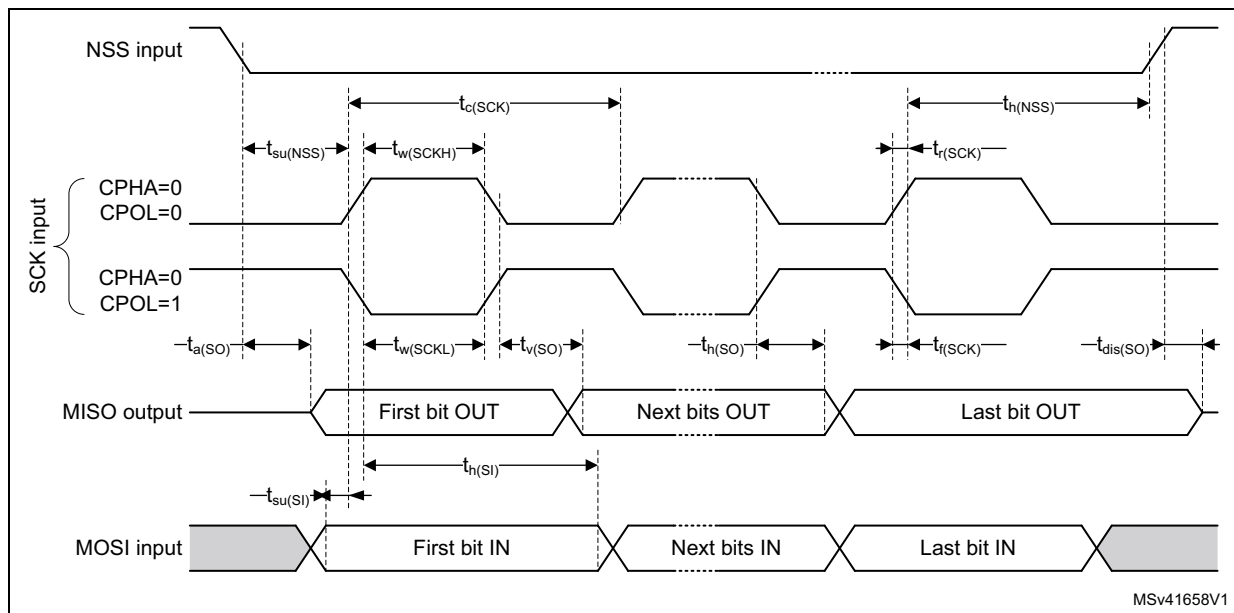 NSS input
tc(SCK)
th(NSS)
tsu(NSS)
tw(SCKH)
tr(SCK)
SCK input
CPHA=0
CPOL=0
CPHA=0
CPOL=1
ta(SO)
tw(SCKL)
tv(SO)
th(SO)
tf(SCK)
tdis(SO)
MISO output
First bit OUT
Next bits OUT
Last bit OUT
th(SI)
tsu(SI)
MOSI input
First bit IN
Next bits IN
Last bit IN
MSv41658V1